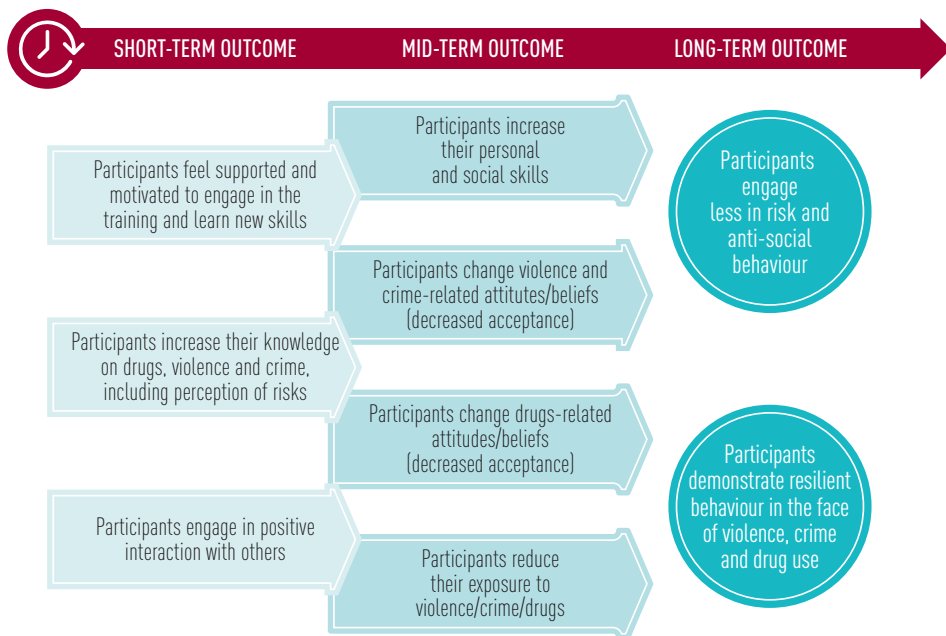 SHORT-TERM OUTCOME
MID-TERM OUTCOME
LONG-TERM OUTCOME
Participants feel supported and
motivated to engage in the
training and learn new skills
Participants increase their knowledge
on drugs, violence and crime,
including perception of risks
Participants engage in positive
interaction with others
Participants increase
their personal
and social skills
Participants change violence and
crime-related attitutes/beliefs
(decreased acceptance)
Participants change drugs-related
attitudes/beliefs
(decreased acceptance)
Participants reduce
their exposure to
violence/crime/drugs
Participants
engage
less in risk and
anti-social
behaviour
Participants
demonstrate resilient
behaviour in the face
of violence, crime
and drug use